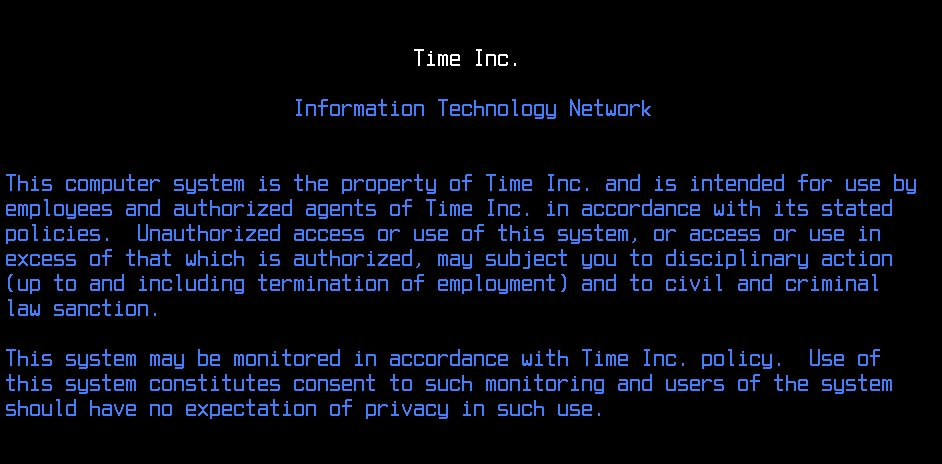 Time Inc.
Information Technology Network
This computer system is the property of Time Inc. and is intended for use by
employees and authorized agents of Time Inc. in accordance with its stated
policies.  Unauthorized access or use of this system, or access or use in
excess of that which is authorized, may subject you to disciplinary action
(up to and including termination of employment) and to civil and criminal
law sanction.
This system may be monitored in accordance with Time Inc. policy.  Use of
this system constitutes consent to such monitoring and users of the system
should have no expectation of privacy in such use.